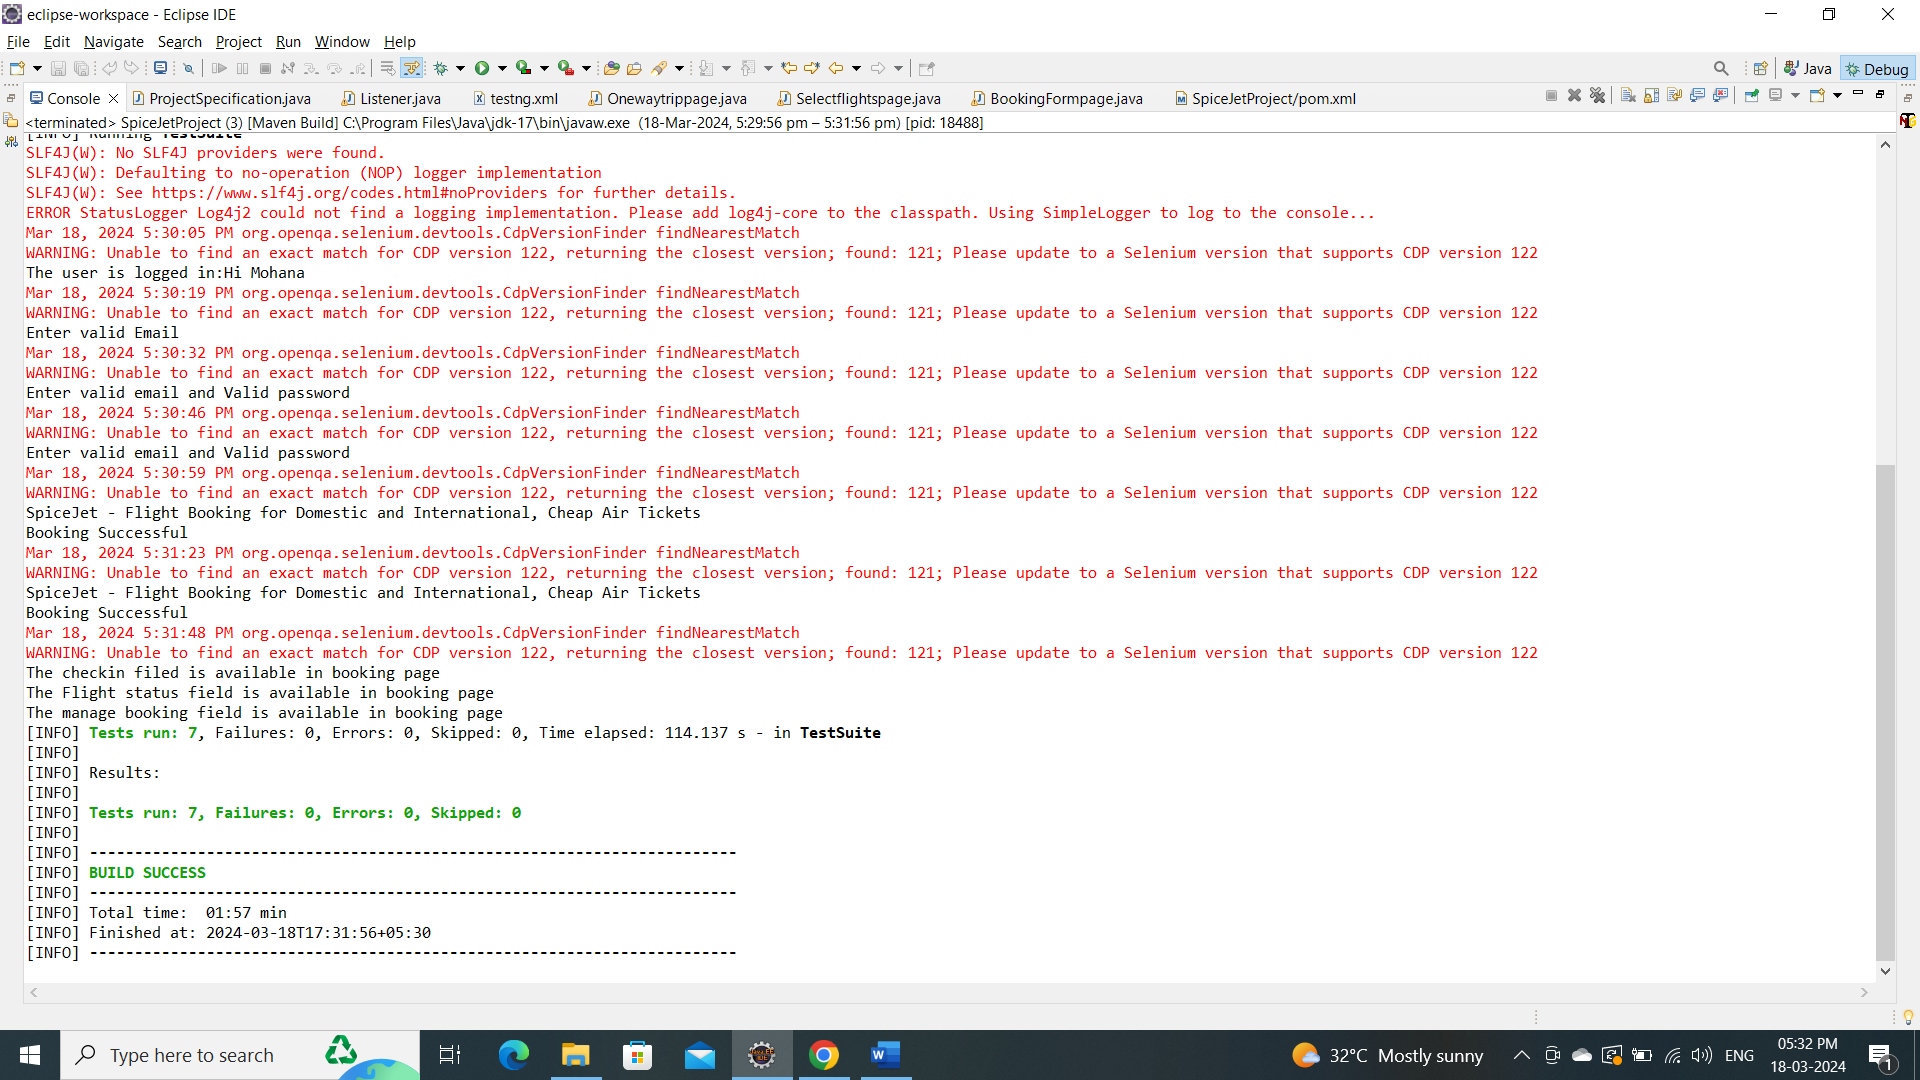 eclipse-workspace - Eclipse IDE
File Edit Navigate Search Project Run Window Help
Java Debug
Console ProjectSpecification.java Listener.java testng.xml Onewaytrippage.java Selectflightspage.java BookingFormpage.java SpiceJetProject/pom.xml
<terminated> SpiceJetProject (3) [Maven Build] C:\Program Files\Java\jdk-17\bin\javaw.exe (18-Mar-2024, 5:29:56 pm – 5:31:56 pm) [pid: 18488]
[INFO] Running TestSuite
SLF4J(W): No SLF4J providers were found.
SLF4J(W): Defaulting to no-operation (NOP) logger implementation
SLF4J(W): See https://www.slf4j.org/codes.html#noProviders for further details.
ERROR StatusLogger Log4j2 could not find a logging implementation. Please add log4j-core to the classpath. Using SimpleLogger to log to the console...
Mar 18, 2024 5:30:05 PM org.openqa.selenium.devtools.CdpVersionFinder findNearestMatch
WARNING: Unable to find an exact match for CDP version 122, returning the closest version; found: 121; Please update to a Selenium version that supports CDP version 122
The user is logged in:Hi Mohana
Mar 18, 2024 5:30:19 PM org.openqa.selenium.devtools.CdpVersionFinder findNearestMatch
WARNING: Unable to find an exact match for CDP version 122, returning the closest version; found: 121; Please update to a Selenium version that supports CDP version 122
Enter valid Email
Mar 18, 2024 5:30:32 PM org.openqa.selenium.devtools.CdpVersionFinder findNearestMatch
WARNING: Unable to find an exact match for CDP version 122, returning the closest version; found: 121; Please update to a Selenium version that supports CDP version 122
Enter valid email and Valid password
Mar 18, 2024 5:30:46 PM org.openqa.selenium.devtools.CdpVersionFinder findNearestMatch
WARNING: Unable to find an exact match for CDP version 122, returning the closest version; found: 121; Please update to a Selenium version that supports CDP version 122
Enter valid email and Valid password
Mar 18, 2024 5:30:59 PM org.openqa.selenium.devtools.CdpVersionFinder findNearestMatch
WARNING: Unable to find an exact match for CDP version 122, returning the closest version; found: 121; Please update to a Selenium version that supports CDP version 122
SpiceJet - Flight Booking for Domestic and International, Cheap Air Tickets
Booking Successful
Mar 18, 2024 5:31:23 PM org.openqa.selenium.devtools.CdpVersionFinder findNearestMatch
WARNING: Unable to find an exact match for CDP version 122, returning the closest version; found: 121; Please update to a Selenium version that supports CDP version 122
SpiceJet - Flight Booking for Domestic and International, Cheap Air Tickets
Booking Successful
Mar 18, 2024 5:31:48 PM org.openqa.selenium.devtools.CdpVersionFinder findNearestMatch
WARNING: Unable to find an exact match for CDP version 122, returning the closest version; found: 121; Please update to a Selenium version that supports CDP version 122
The checkin filed is available in booking page
The Flight status field is available in booking page
The manage booking field is available in booking page
[INFO] Tests run: 7, Failures: 0, Errors: 0, Skipped: 0, Time elapsed: 114.137 s - in TestSuite
[INFO]
[INFO] Results:
[INFO]
[INFO] Tests run: 7, Failures: 0, Errors: 0, Skipped: 0
[INFO]
[INFO] ------------------------------------------------------------------------
[INFO] BUILD SUCCESS
[INFO] ------------------------------------------------------------------------
[INFO] Total time:  01:57 min
[INFO] Finished at: 2024-03-18T17:31:56+05:30
[INFO] ------------------------------------------------------------------------
Type here to search
32°C Mostly sunny
ENG
05:32 PM
18-03-2024
1